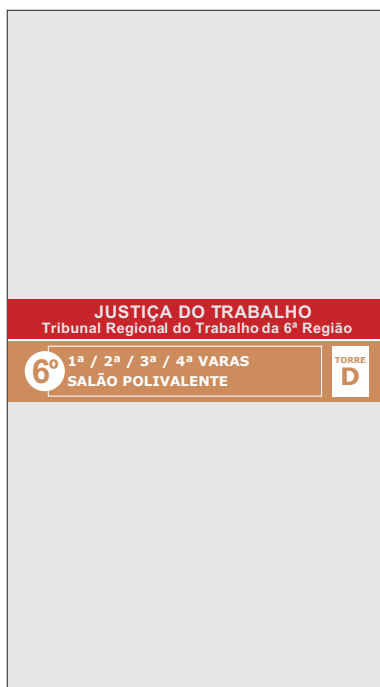 JUSTIÇA DO TRABALHO
Tribunal Regional do Trabalho da 6ª Região
6º
1ª / 2ª / 3ª / 4ª VARAS
SALÃO POLIVALENTE
TORRE
D